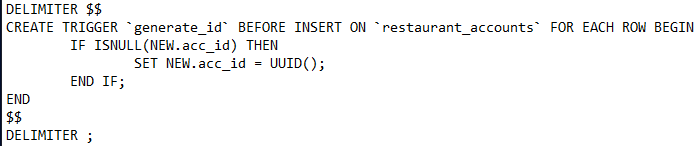 DELIMITER $$
CREATE TRIGGER `generate_id` BEFORE INSERT ON `restaurant_accounts` FOR EACH ROW BEGIN
        IF ISNULL(NEW.acc_id) THEN
                SET NEW.acc_id = UUID();
        END IF;
END
$$
DELIMITER ;